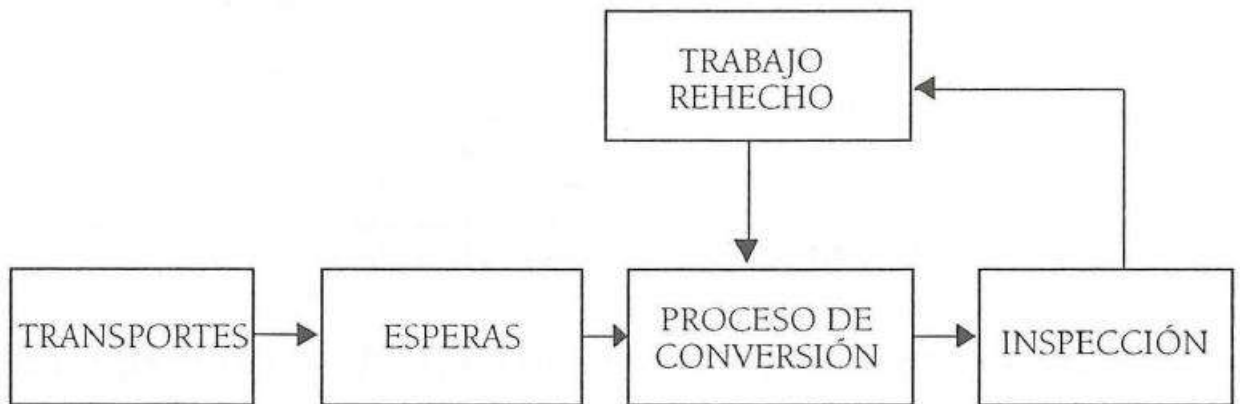 TRABAJO
REHECHO
TRANSPORTES
ESPERAS
PROCESO DE
CONVERSIÓN
INSPECCIÓN